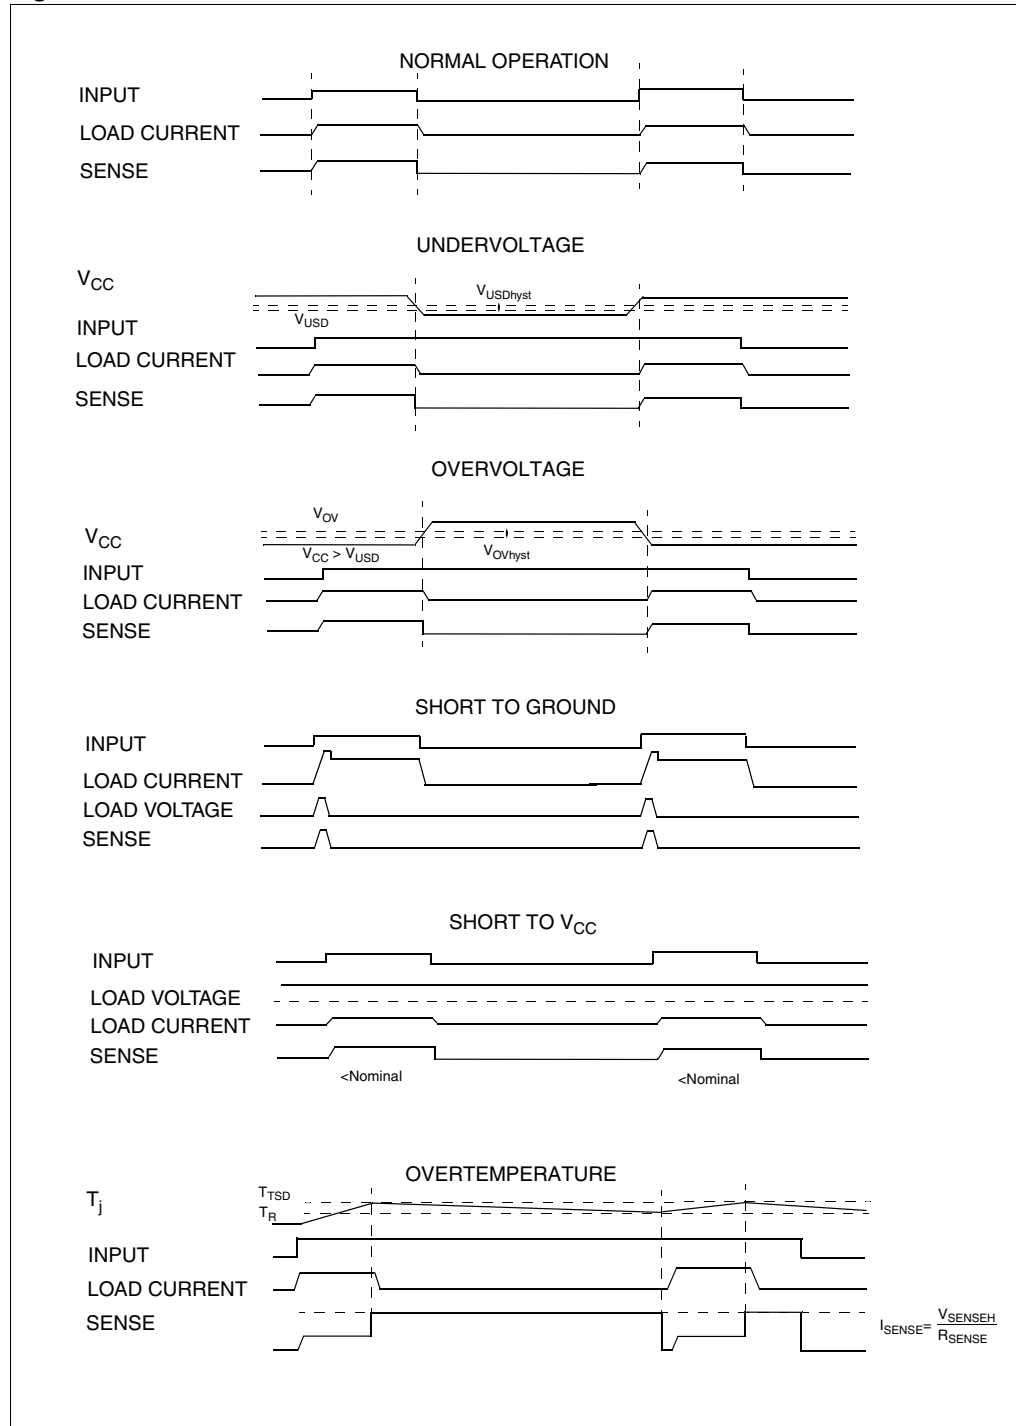 NORMAL OPERATION
INPUT
LOAD CURRENT
SENSE
UNDERVOLTAGE
VCC
VUSDhyst
VUSD
INPUT
LOAD CURRENT
SENSE
OVERVOLTAGE
VOV
VCC
VCC > VUSD
VOVhyst
INPUT
LOAD CURRENT
SENSE
SHORT TO GROUND
INPUT
LOAD CURRENT
LOAD VOLTAGE
SENSE
SHORT TO VCC
INPUT
LOAD VOLTAGE
LOAD CURRENT
SENSE
<Nominal <Nominal
OVERTEMPERATURE
Tj
TTSD
TR
INPUT
LOAD CURRENT
SENSE
ISENSE= VSENSEH
RSENSE